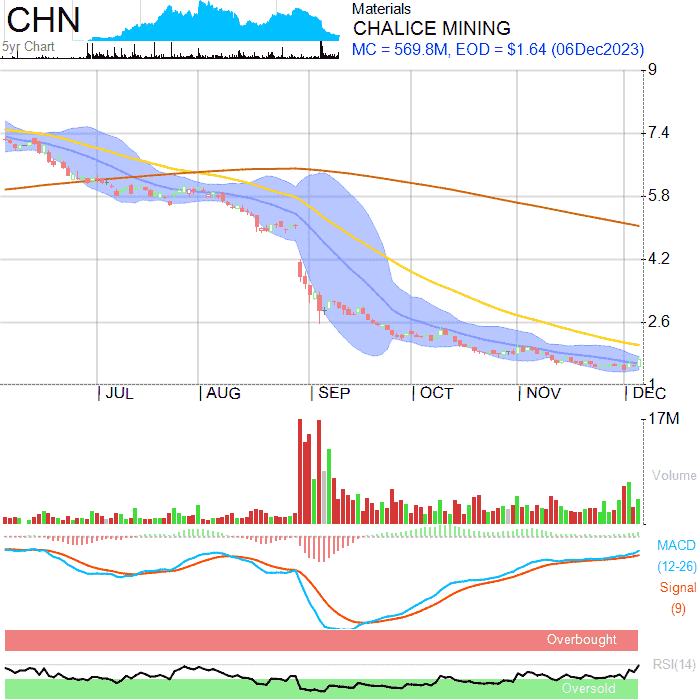 CHN
Materials
CHALICE MINING
MC = 569.8M, EOD = $1.64 (06Dec2023)
5yr Chart
9
7.4
5.8
4.2
2.6
1
JUL
AUG
SEP
OCT
NOV
DEC
17M
Volume
MACD
(12-26)
Signal
(9)
Overbought
RSI(14)
Oversold